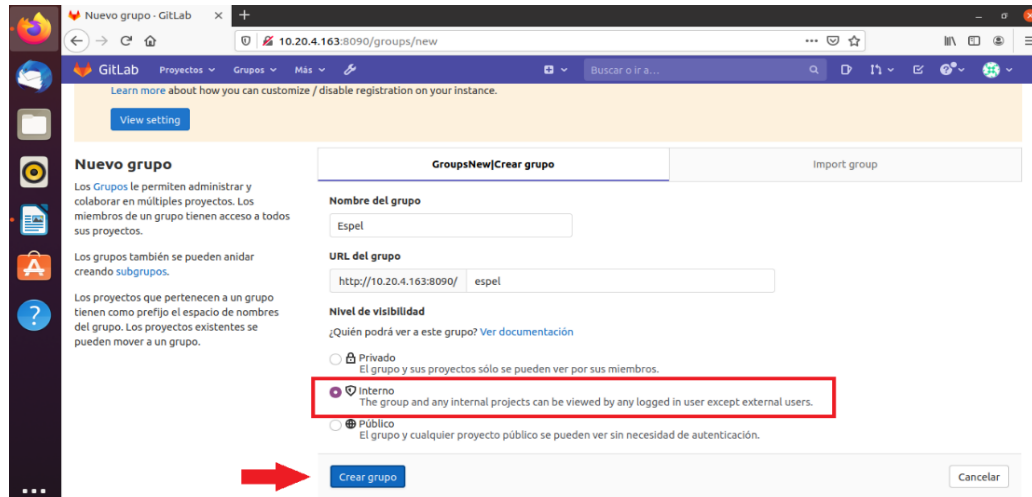 Nuevo grupo · GitLab
10.20.4.163:8090/groups/new
GitLab Proyectos Grupos Más Buscar o ir a...
Learn more about how you can customize / disable registration on your instance.
View setting
Nuevo grupo
Los Grupos le permiten administrar y
colaborar en múltiples proyectos. Los
miembros de un grupo tienen acceso a todos
sus proyectos.
Los grupos también se pueden anidar
creando subgrupos.
Los proyectos que pertenecen a un grupo
tienen como prefijo el espacio de nombres
del grupo. Los proyectos existentes se
pueden mover a un grupo.
GroupsNew|Crear grupo
Import group
Nombre del grupo
Espel
URL del grupo
http://10.20.4.163:8090/ espel
Nivel de visibilidad
¿Quién podrá ver a este grupo? Ver documentación
Privado
El grupo y sus proyectos sólo se pueden ver por sus miembros.
Interno
The group and any internal projects can be viewed by any logged in user except external users.
Público
El grupo y cualquier proyecto público se pueden ver sin necesidad de autenticación.
Crear grupo
Cancelar